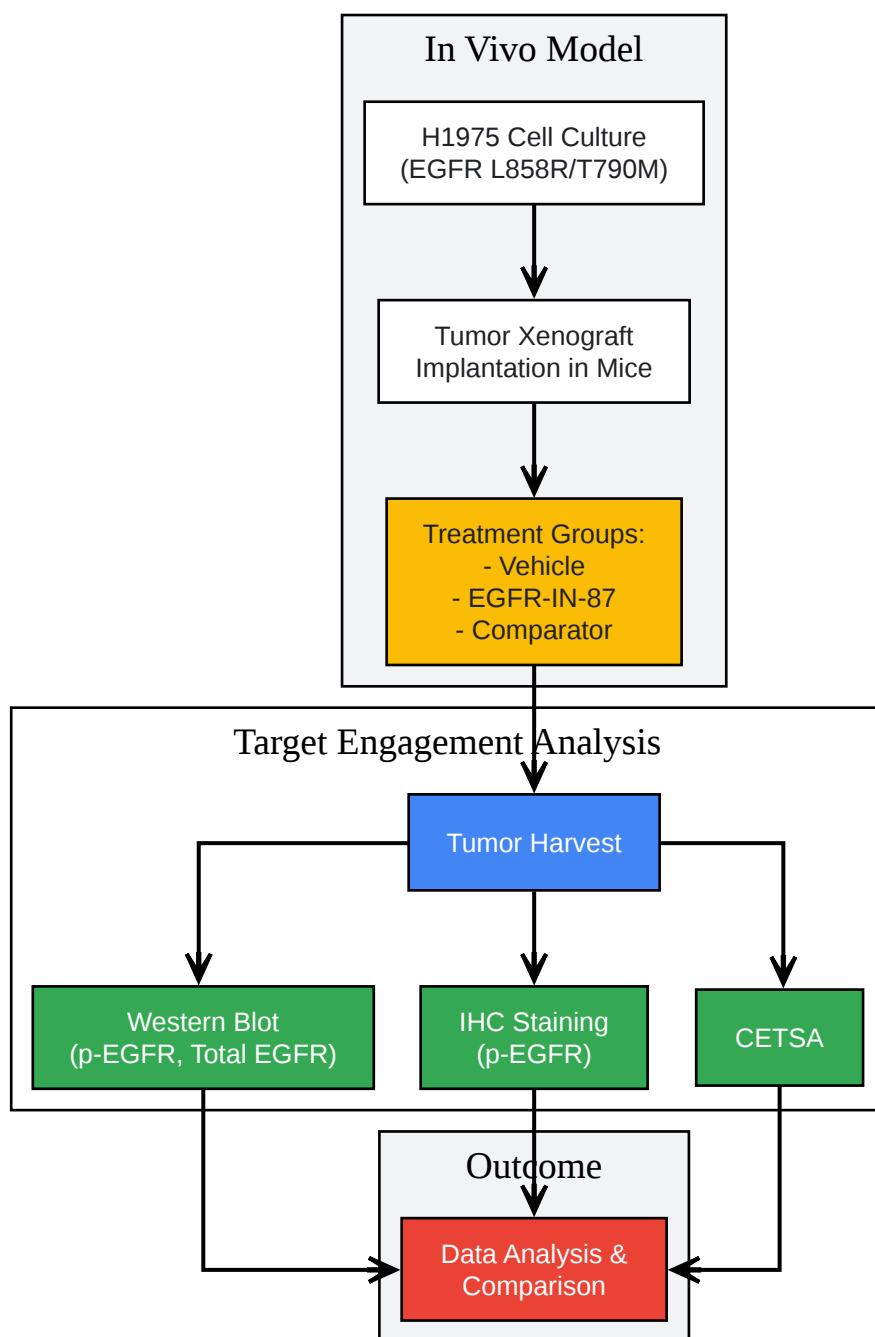 In Vivo Model
H1975 Cell Culture
(EGFR L858R/T790M)
Tumor Xenograft
Implantation in Mice
Treatment Groups:
- Vehicle
- EGFR-IN-87
- Comparator
Target Engagement Analysis
Tumor Harvest
Western Blot
(p-EGFR, Total EGFR)
IHC Staining
(p-EGFR)
CETSA
Outcome
Data Analysis &
Comparison